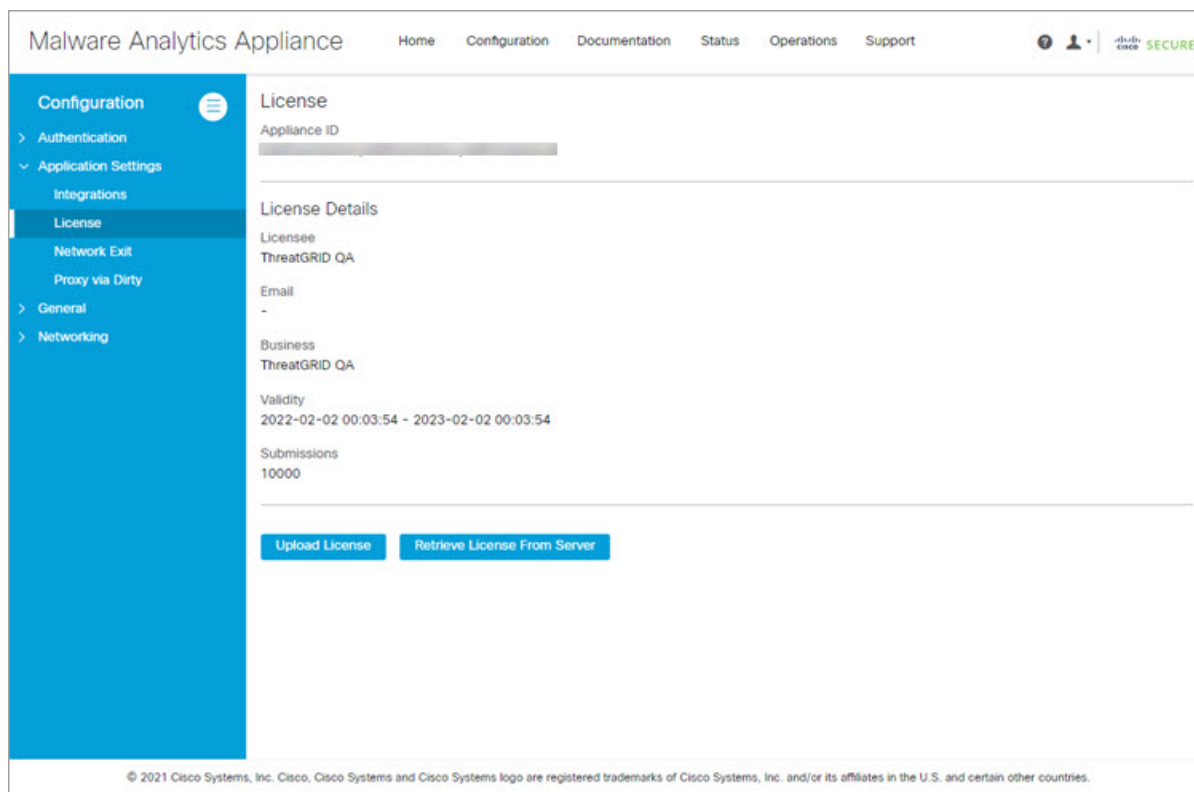 Malware Analytics Appliance
Home Configuration Documentation Status Operations Support
cisco SECURE
Configuration
Authentication
Application Settings
Integrations
License
Network Exit
Proxy via Dirty
General
Networking
License
Appliance ID
License Details
Licensee
ThreatGRID QA
Email
-
Business
ThreatGRID QA
Validity
2022-02-02 00:03:54 - 2023-02-02 00:03:54
Submissions
10000
Upload License Retrieve License From Server
© 2021 Cisco Systems, Inc. Cisco, Cisco Systems and Cisco Systems logo are registered trademarks of Cisco Systems, Inc. and/or its affiliates in the U.S. and certain other countries.